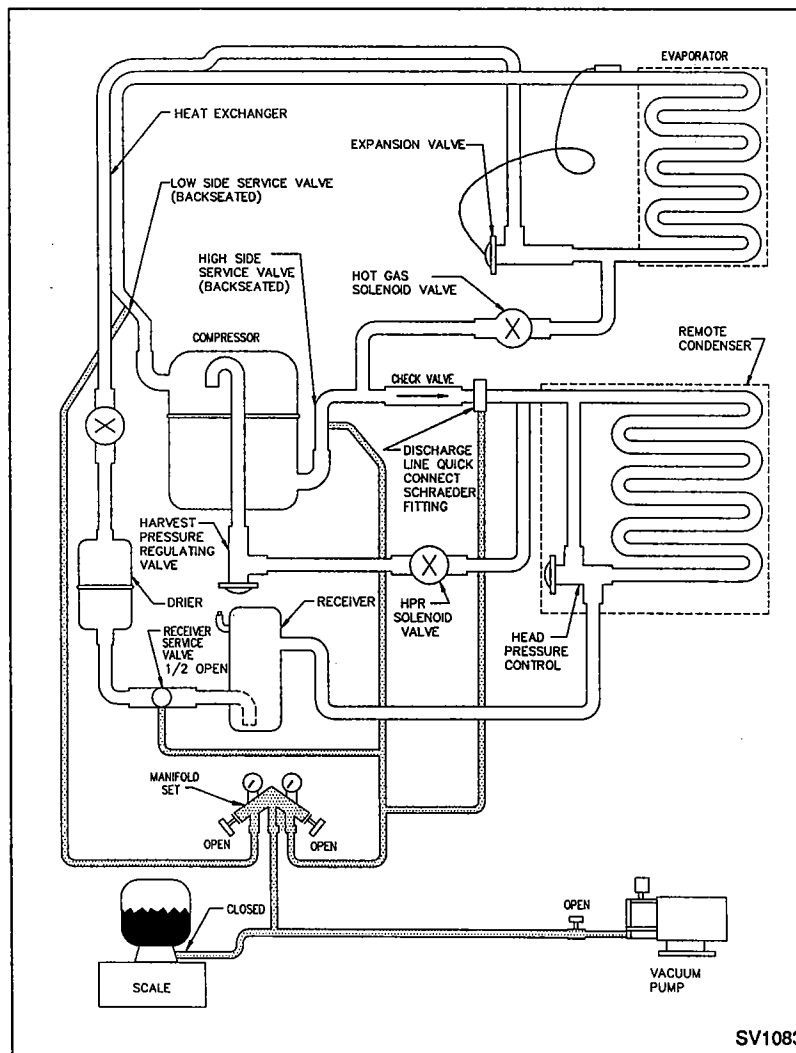 EVAPORATOR
HEAT EXCHANGER
EXPANSION VALVE
LOW SIDE SERVICE VALVE
(BACKSEATED)
HIGH SIDE
SERVICE VALVE
(BACKSEATED)
HOT GAS
SOLENOID VALVE
REMOTE
CONDENSER
COMPRESSOR
CHECK VALVE
DISCHARGE
LINE QUICK
CONNECT
SCHRAEDER
FITTING
HARVEST
PRESSURE
REGULATING
VALVE
DRIER
RECEIVER
HPR
SOLENOID
VALVE
HEAD
PRESSURE
CONTROL
RECEIVER
SERVICE
VALVE
1/2 OPEN
MANIFOLD
SET
OPEN
OPEN
CLOSED
OPEN
SCALE
VACUUM
PUMP
SV1083